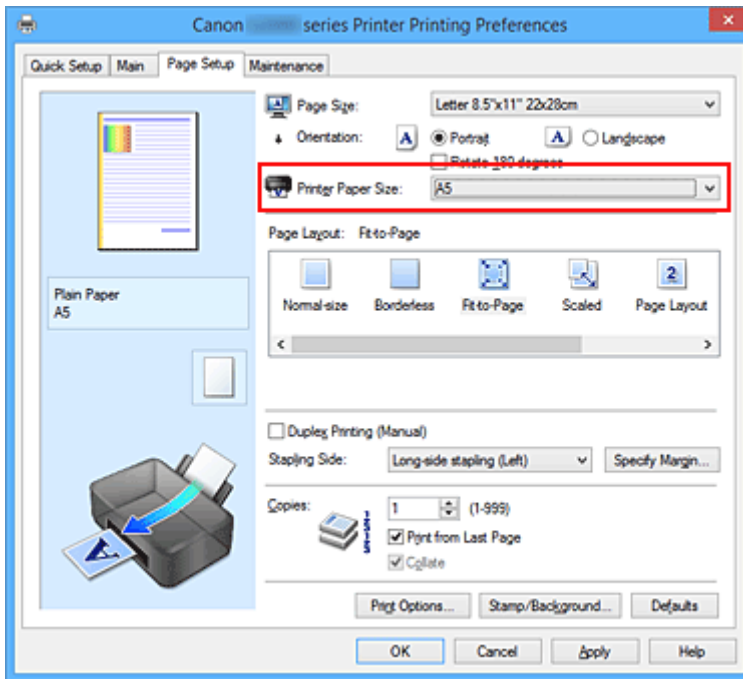 Canon series Printer Printing Preferences
Quick Setup Main Page Setup Maintenance
Page Size: Letter 8.5"x11" 22x28cm
Orientation: A Portrait A Landscape
Rotate 180 degrees
Printer Paper Size: A5
Page Layout: Fit-to-Page
2
Normal-size Borderless Fit-to-Page Scaled Page Layout
Plain Paper
A5
Duplex Printing (Manual)
Stapling Side: Long-side stapling (Left) Specify Margin...
Copies: 1 (1-999)
Print from Last Page
Collate
A
Print Options... Stamp/Background... Defaults
OK Cancel Apply Help